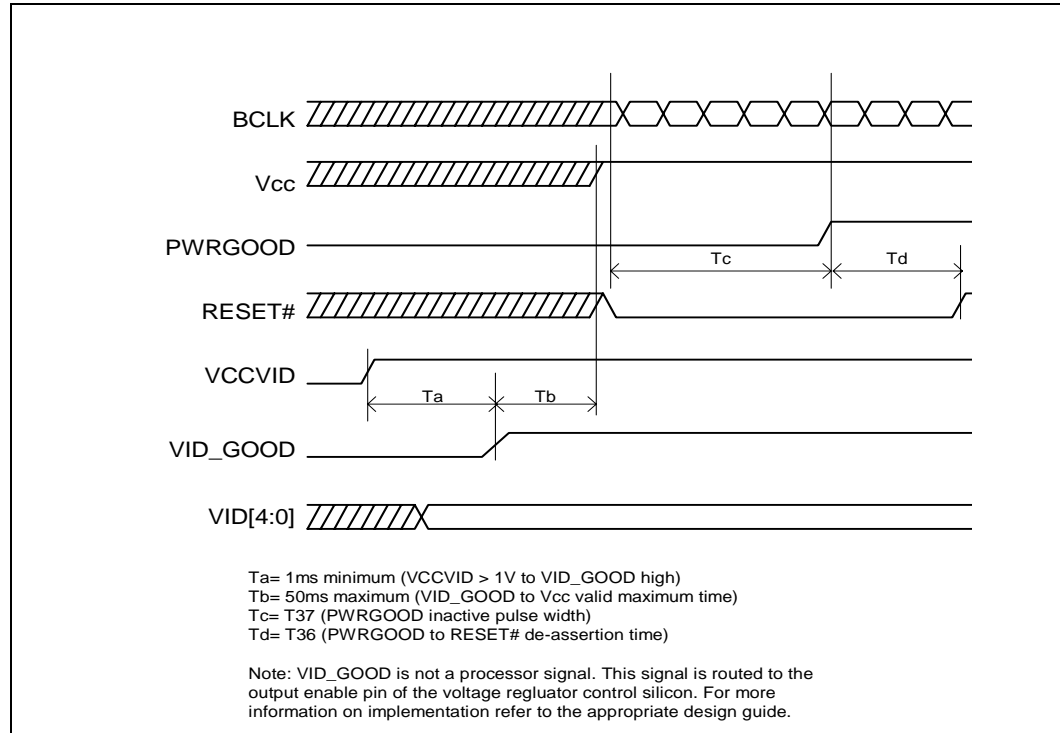 BCLK
Vcc
PWRGOOD
Tc
Td
RESET#
VCCVID
Ta
Tb
VID_GOOD
VID[4:0]
Ta= 1ms minimum (VCCVID > 1V to VID_GOOD high)
Tb= 50ms maximum (VID_GOOD to Vcc valid maximum time)
Tc= T37 (PWRGOOD inactive pulse width)
Td= T36 (PWRGOOD to RESET# de-assertion time)
Note: VID_GOOD is not a processor signal. This signal is routed to the
output enable pin of the voltage regluator control silicon. For more
information on implementation refer to the appropriate design guide.